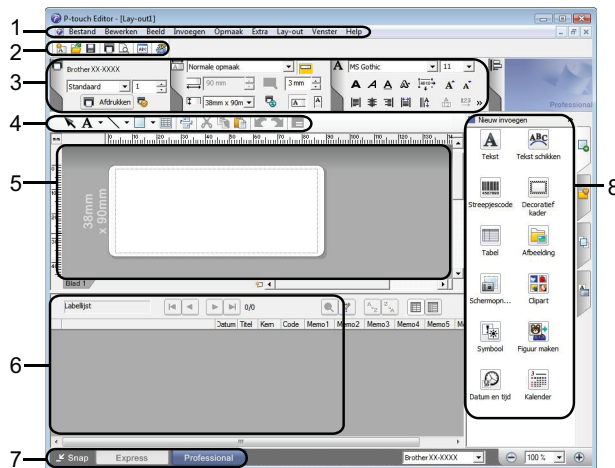 P-touch Editor - [Lay-out1]
1 Bestand Bewerken Beeld Invoegen Opmaak Extra Lay-out Venster Help
2
3
Brother XX-XXXX
Standaard 1
Afdrukken
Normale opmaak
90 mm 3 mm
38mm x 90m
A A
MS Gothic 11
A A A A A A
Professional
4
A
5
38mm x 90mm
Blad 1
6
Labellijst 0/0
Datum Titel Kern Code Memo1 Memo2 Memo3 Memo4 Memo5
7 Snap Express Professional
Brother XX-XXXX 100 %
8
Nieuw invoegen
Tekst Tekst schikken
Streepjescode Decoratief kader
Tabel Afbeelding
Schermopn... Clipart
Symbool Figuur maken
Datum en tijd Kalender